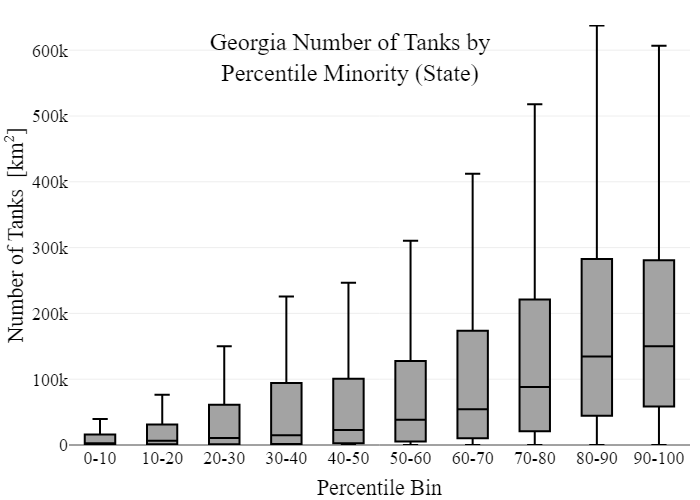 Georgia Number of Tanks by
Percentile Minority (State)
Number of Tanks [km²]
600k
500k
400k
300k
200k
100k
0
0-10 10-20 20-30 30-40 40-50 50-60 60-70 70-80 80-90 90-100
Percentile Bin